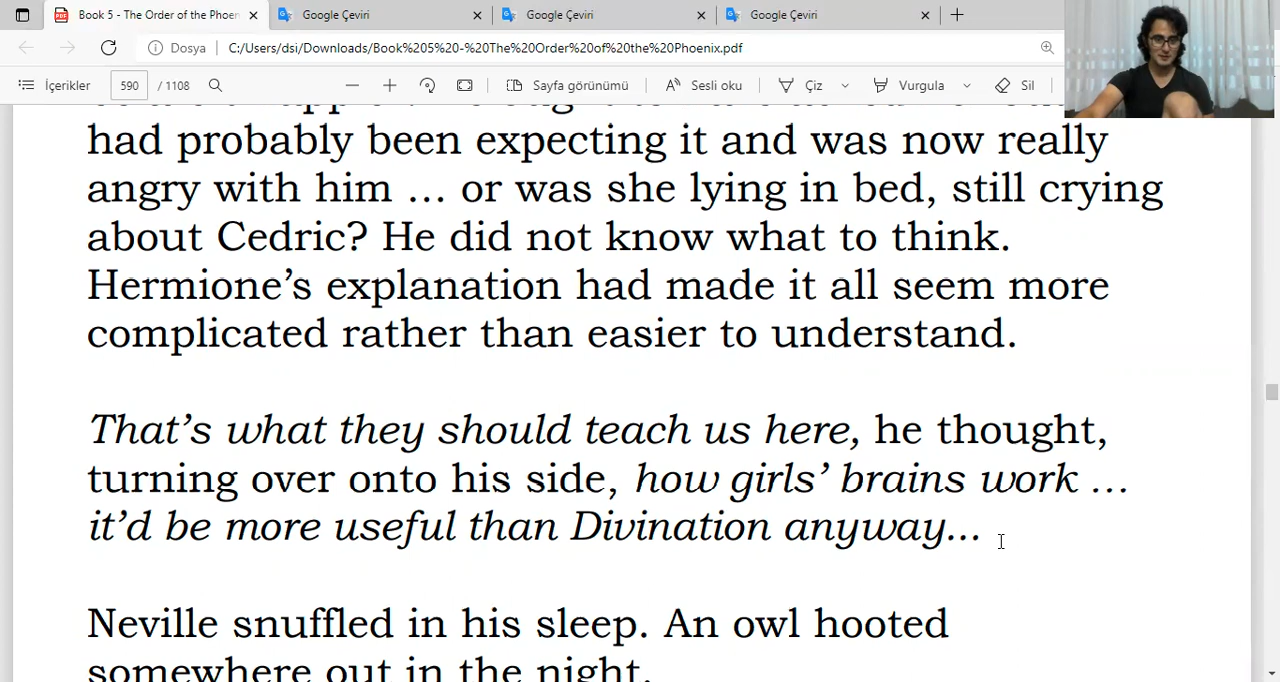 Book 5 - The Order of the Phoen
Google Çeviri
Google Çeviri
Google Çeviri
Dosya
C:/Users/dsi/Downloads/Book%205%20-%20The%20Order%20of%20the%20Phoenix.pdf
İçerikler
590 / 1108
Sayfa görünümü
Sesli oku
Çiz
Vurgula
Sil
had probably been expecting it and was now really
angry with him … or was she lying in bed, still crying
about Cedric? He did not know what to think.
Hermione’s explanation had made it all seem more
complicated rather than easier to understand.
That’s what they should teach us here, he thought,
turning over onto his side, how girls’ brains work …
it’d be more useful than Divination anyway…
Neville snuffled in his sleep. An owl hooted
somewhere out in the night.